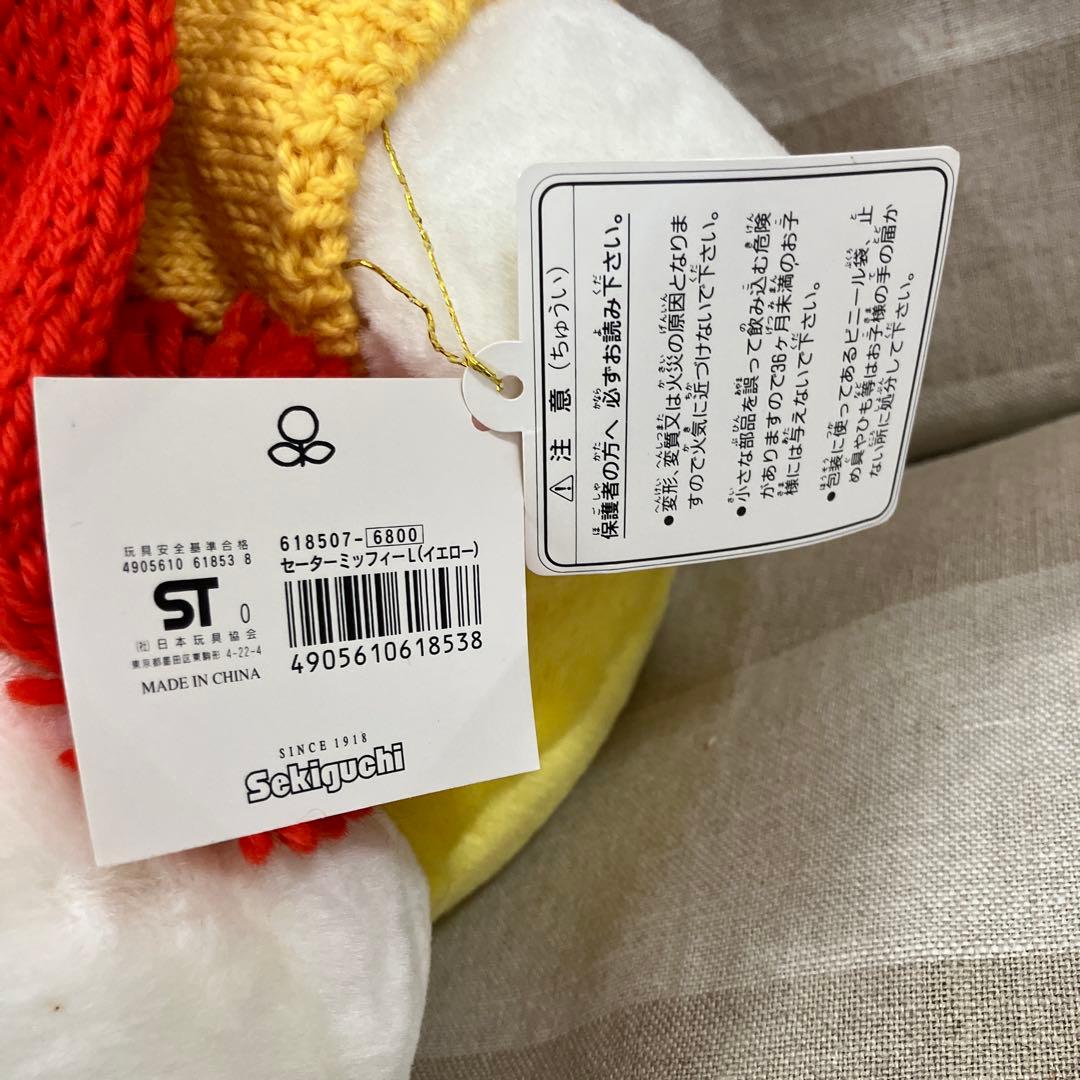 玩具安全基準合格
4905610 61853 8
ST 0
(社)日本玩具協会
東京都墨田区東駒形 4-22-4
MADE IN CHINA
618507-6800
セーターミッフィーL(イエロー)
4905610618538
SINCE 1918
Sekiguchi
注意(ちゅうい)
保護者の方へ 必ずお読み下さい。
●変形、変質又は火災の原因となりま
すので火気に近づけないで下さい。
●小さな部品を誤って飲み込む危険
がありますので36ヶ月未満のお子
様には与えないで下さい。
●包装に使ってあるビニール袋、止
め具やひも等はお子様の手の届か
ない所に処分して下さい。